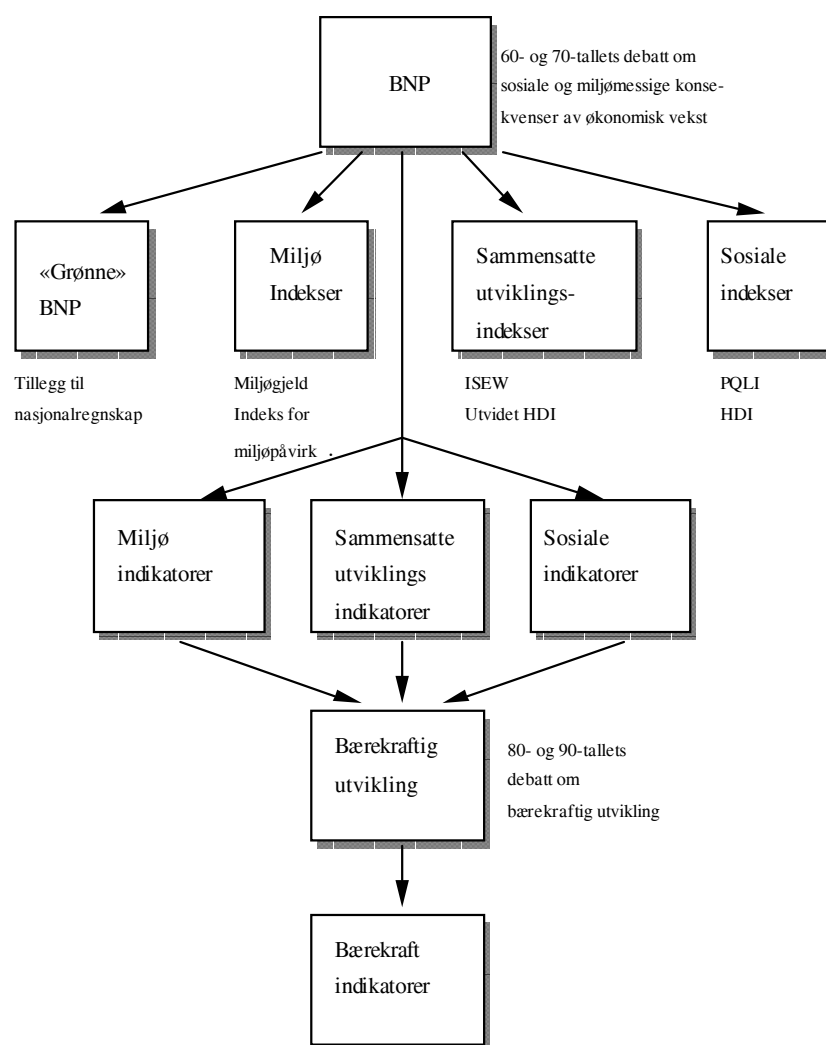 BNP
60- og 70-tallets debatt om
sosiale og miljømessige konse-
kvenser av økonomisk vekst
«Grønne»
BNP
Miljø
Indekser
Sammensatte
utviklings-
indekser
Sosiale
indekser
Tillegg til
nasjonalregnskap
Miljøgjeld
Indeks for
miljøpåvirk .
ISEW
Utvidet HDI
PQLI
HDI
Miljø
indikatorer
Sammensatte
utviklings
indikatorer
Sosiale
indikatorer
Bærekraftig
utvikling
80- og 90-tallets
debatt om
bærekraftig utvikling
Bærekraft
indikatorer